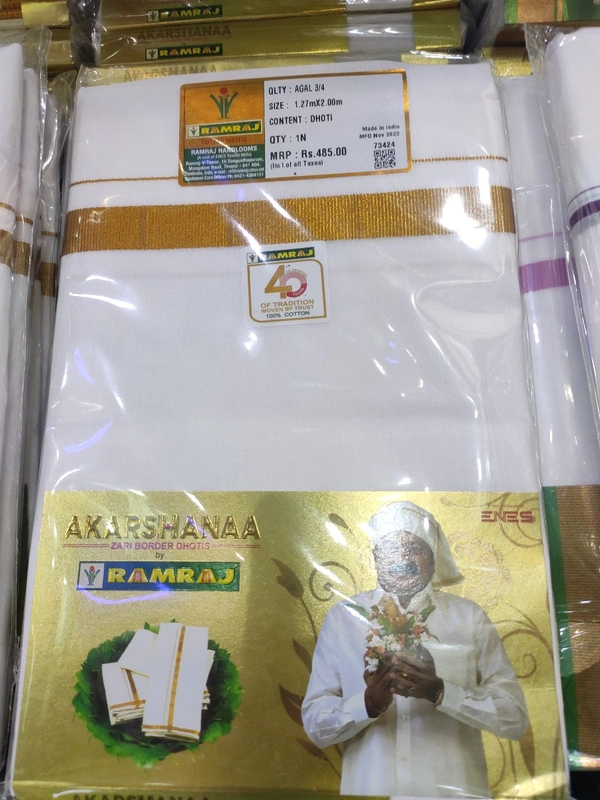 RAMRAJ
AKARSHANAA
RAMRAJ
RAMRAJ
RAMRAJ HANDLOOMS
QLTY : AGAL 3/4
SIZE : 1.27mX2.00m
CONTENT : DHOTI
QTY : 1N
MRP : Rs.485.00
(Incl.of all Taxes)
Made in India
MFD Nov 2022
73424
RAMRAJ
40
OF TRADITION
WOVEN BY TRUST
100% COTTON
AKARSHANAA
ZARI BORDER DHOTIS
by
RAMRAJ
ENES